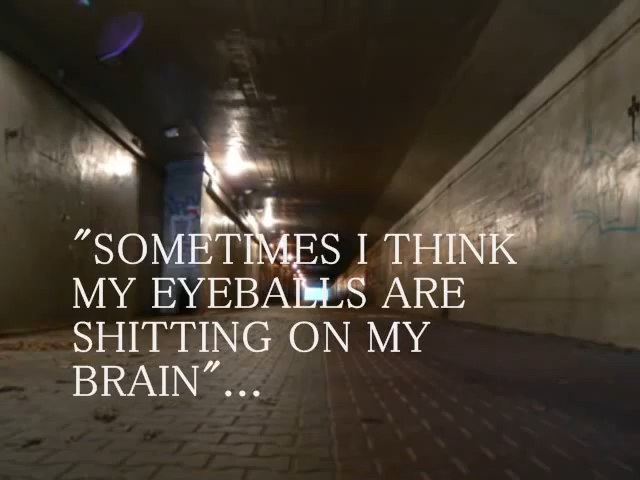 "SOMETIMES I THINK
MY EYEBALLS ARE
SHITTING ON MY
BRAIN"...